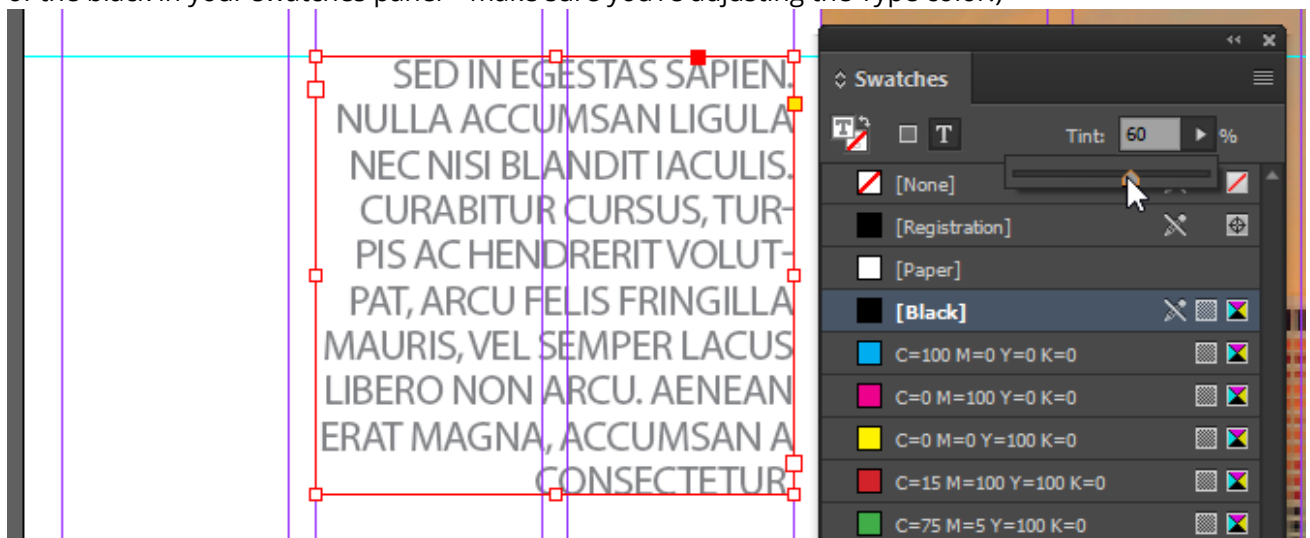 of the black in your Swatches panel - make sure you're adjusting the Type color.)
SED IN EGESTAS SAPIEN.
NULLA ACCUMSAN LIGULA
NEC NISI BLANDIT IACULIS.
CURABITUR CURSUS, TUR-
PIS AC HENDRERIT VOLUT-
PAT, ARCU FELIS FRINGILLA
MAURIS, VEL SEMPER LACUS
LIBERO NON ARCU. AENEAN
ERAT MAGNA, ACCUMSAN A
CONSECTETUR
Swatches
T T Tint: 60 %
[None]
[Registration]
[Paper]
[Black]
C=100 M=0 Y=0 K=0
C=0 M=100 Y=0 K=0
C=0 M=0 Y=100 K=0
C=15 M=100 Y=100 K=0
C=75 M=5 Y=100 K=0